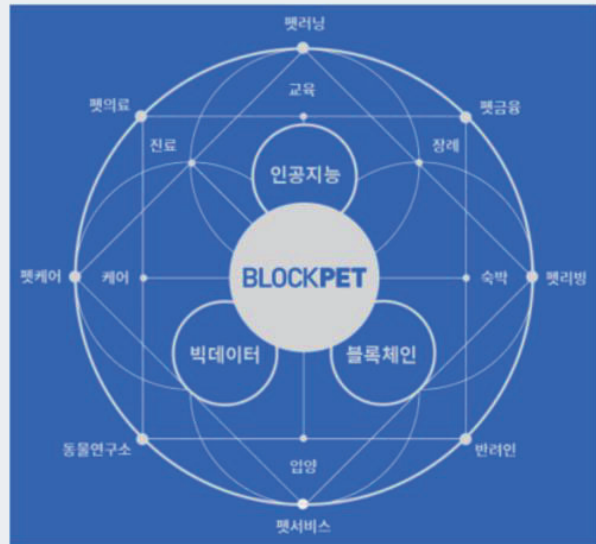 펫러닝
교육
펫의료
펫금융
진료
장례
인공지능
펫케어
케어
BLOCKPET
숙박
펫리빙
빅데이터
블록체인
동물연구소
반려인
입양
펫서비스